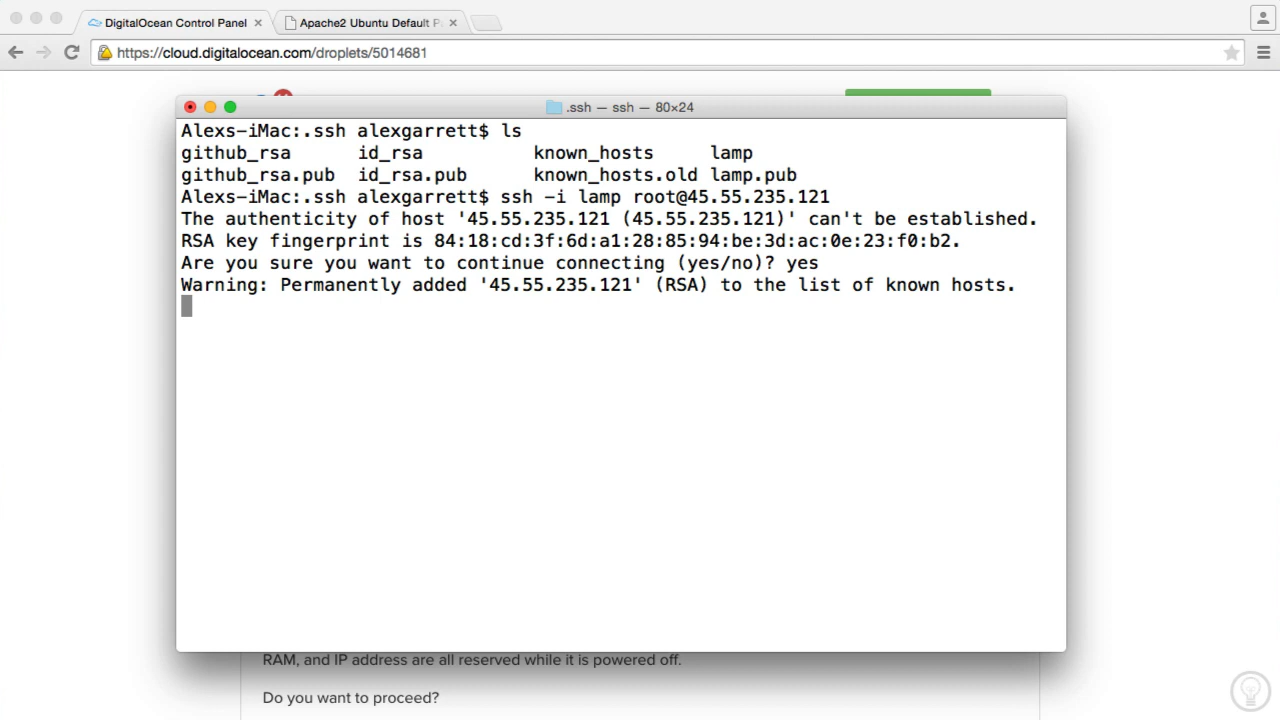 DigitalOcean Control Panel
Apache2 Ubuntu Default P
https://cloud.digitalocean.com/droplets/5014681
.ssh — ssh — 80×24
Alexs-iMac:.ssh alexgarrett$ ls
github_rsa id_rsa known_hosts lamp
github_rsa.pub id_rsa.pub known_hosts.old lamp.pub
Alexs-iMac:.ssh alexgarrett$ ssh -i lamp root@45.55.235.121
The authenticity of host '45.55.235.121 (45.55.235.121)' can't be established.
RSA key fingerprint is 84:18:cd:3f:6d:a1:28:85:94:be:3d:ac:0e:23:f0:b2.
Are you sure you want to continue connecting (yes/no)? yes
Warning: Permanently added '45.55.235.121' (RSA) to the list of known hosts.
RAM, and IP address are all reserved while it is powered off.
Do you want to proceed?